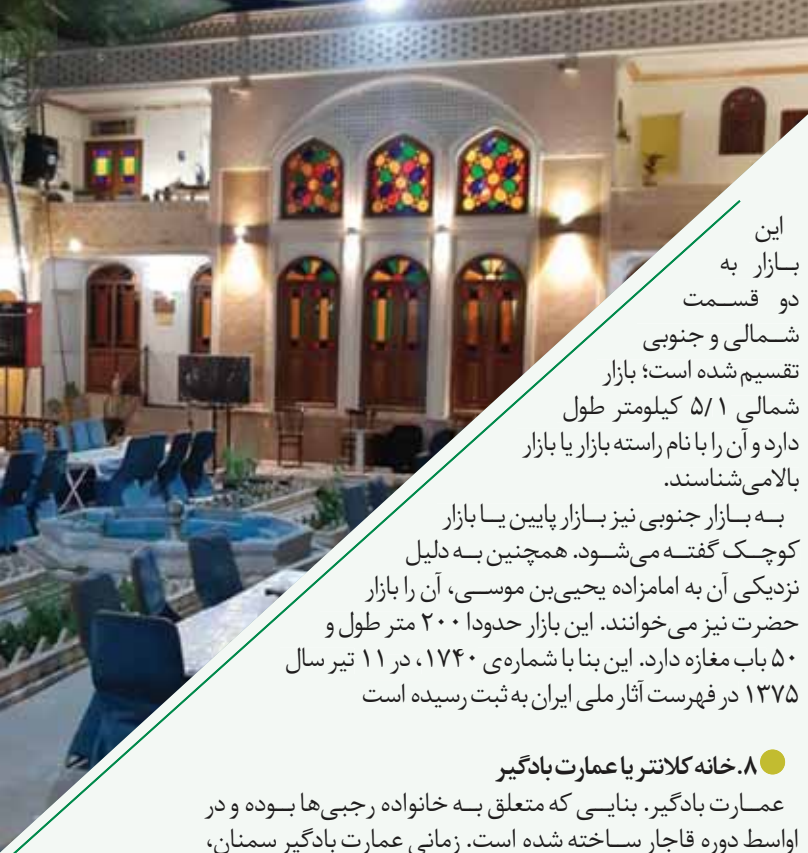 این
بازار به
دو قسمت
شمالی و جنوبی
تقسیم شده است؛ بازار
شمالی ۵/۱ کیلومتر طول
دارد و آن را با نام راسته بازار یا بازار
بالا می‌شناسند.
به بازار جنوبی نیز بازار پایین یا بازار
کوچک گفته می‌شود. همچنین به دلیل
نزدیکی آن به امامزاده یحیی‌بن موسی، آن را بازار
حضرت نیز می‌خوانند. این بازار حدودا ۲۰۰ متر طول و
۵۰ باب مغازه دارد. این بنا با شماره‌ی ۱۷۴۰، در ۱۱ تیر سال
۱۳۷۵ در فهرست آثار ملی ایران به ثبت رسیده است
۸.خانه کلانتر یا عمارت بادگیر
عمارت بادگیر. بنایی که متعلق به خانواده رجبی‌ها بوده و در
اواسط دوره قاجار ساخته شده است. زمانی عمارت بادگیر سمنان،